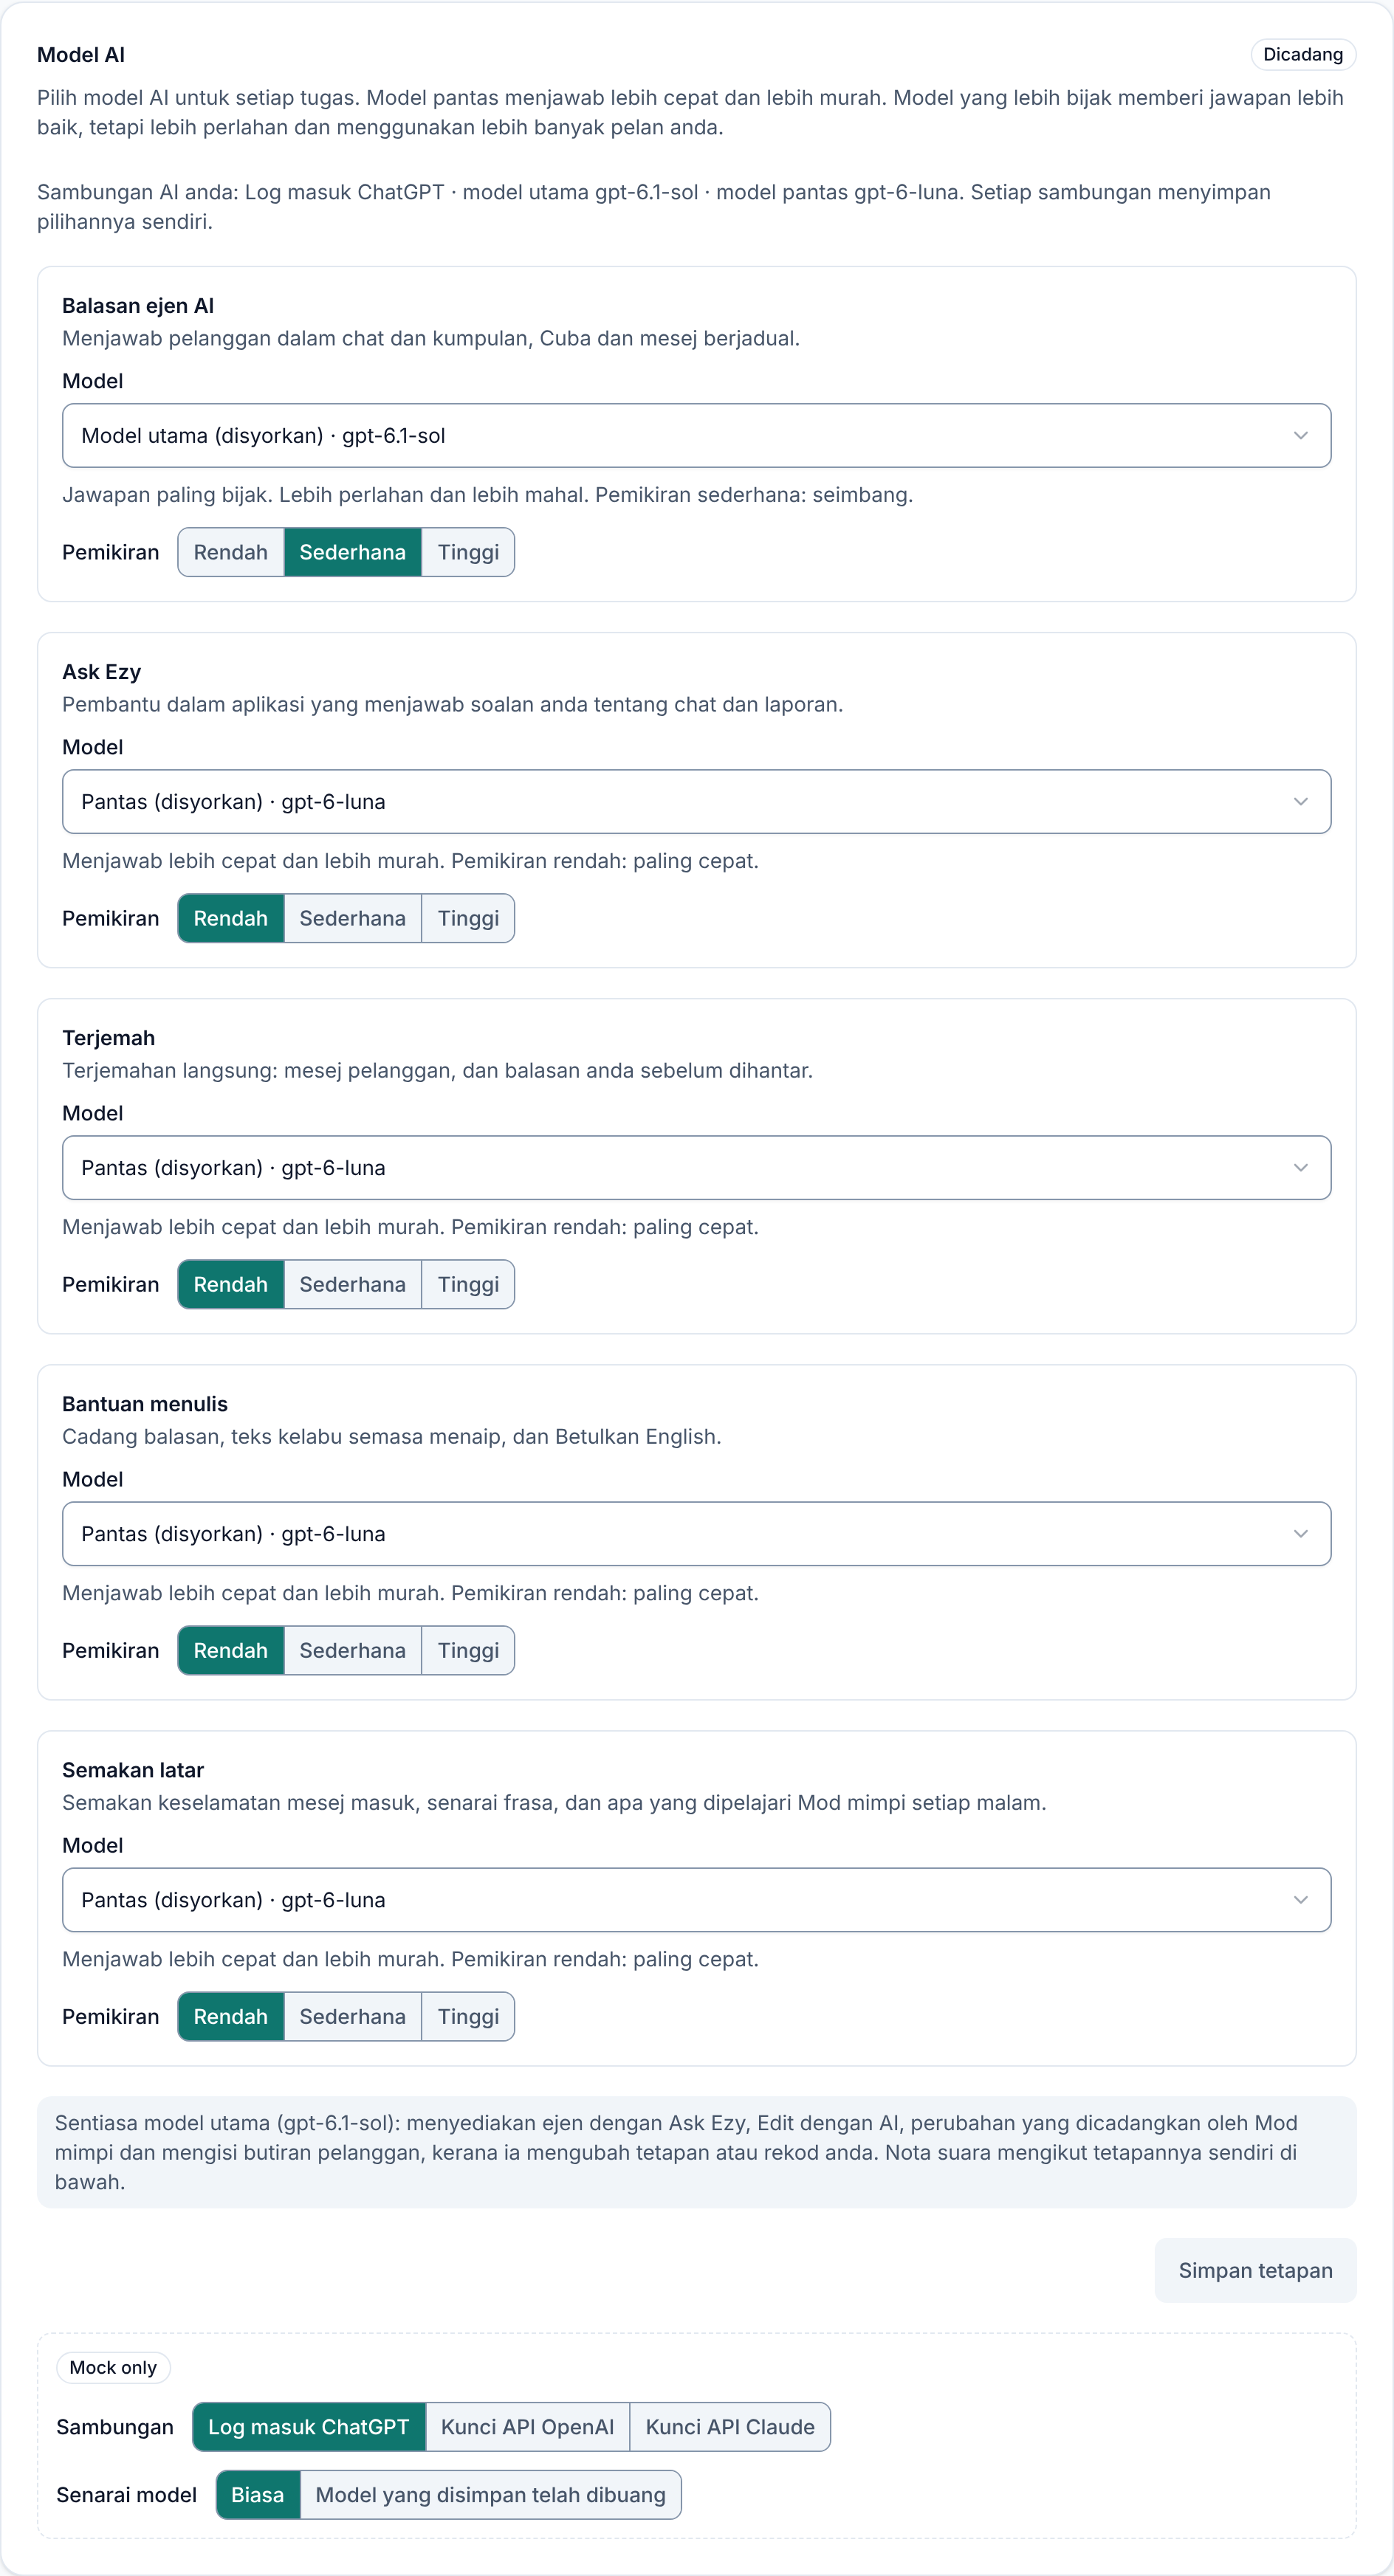 Model AI
Dicadang
Pilih model AI untuk setiap tugas. Model pantas menjawab lebih cepat dan lebih murah. Model yang lebih bijak memberi jawapan lebih
baik, tetapi lebih perlahan dan menggunakan lebih banyak pelan anda.
Sambungan AI anda: Log masuk ChatGPT · model utama gpt-6.1-sol · model pantas gpt-6-luna. Setiap sambungan menyimpan
pilihannya sendiri.
Balasan ejen AI
Menjawab pelanggan dalam chat dan kumpulan, Cuba dan mesej berjadual.
Model
Model utama (disyorkan) · gpt-6.1-sol
Jawapan paling bijak. Lebih perlahan dan lebih mahal. Pemikiran sederhana: seimbang.
Pemikiran Rendah Sederhana Tinggi
Ask Ezy
Pembantu dalam aplikasi yang menjawab soalan anda tentang chat dan laporan.
Model
Pantas (disyorkan) · gpt-6-luna
Menjawab lebih cepat dan lebih murah. Pemikiran rendah: paling cepat.
Pemikiran Rendah Sederhana Tinggi
Terjemah
Terjemahan langsung: mesej pelanggan, dan balasan anda sebelum dihantar.
Model
Pantas (disyorkan) · gpt-6-luna
Menjawab lebih cepat dan lebih murah. Pemikiran rendah: paling cepat.
Pemikiran Rendah Sederhana Tinggi
Bantuan menulis
Cadang balasan, teks kelabu semasa menaip, dan Betulkan English.
Model
Pantas (disyorkan) · gpt-6-luna
Menjawab lebih cepat dan lebih murah. Pemikiran rendah: paling cepat.
Pemikiran Rendah Sederhana Tinggi
Semakan latar
Semakan keselamatan mesej masuk, senarai frasa, dan apa yang dipelajari Mod mimpi setiap malam.
Model
Pantas (disyorkan) · gpt-6-luna
Menjawab lebih cepat dan lebih murah. Pemikiran rendah: paling cepat.
Pemikiran Rendah Sederhana Tinggi
Sentiasa model utama (gpt-6.1-sol): menyediakan ejen dengan Ask Ezy, Edit dengan AI, perubahan yang dicadangkan oleh Mod
mimpi dan mengisi butiran pelanggan, kerana ia mengubah tetapan atau rekod anda. Nota suara mengikut tetapannya sendiri di
bawah.
Simpan tetapan
Mock only
Sambungan Log masuk ChatGPT Kunci API OpenAI Kunci API Claude
Senarai model Biasa Model yang disimpan telah dibuang